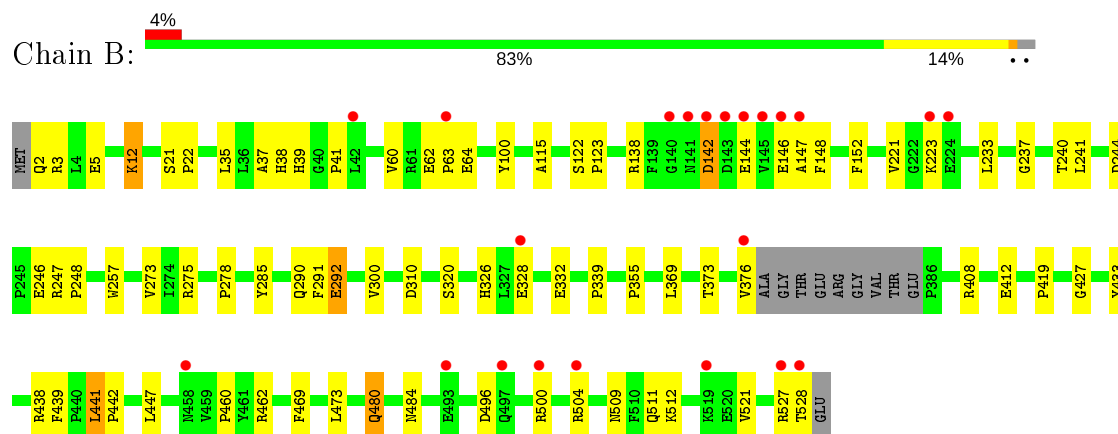 4%
Chain B:
83%
14%
MET Q2 R3 L4 E5 K12 S21 P22 L35 L36 A37 H38 H39 G40 P41 L42 V60 R61 E62 P63 E64 Y100 A115 S122 P123 R138 F139 G140 N141 D142 D143 E144 V145 E146 A147 F148 F152 V221 G222 K223 E224 L233 G237 T240 L241 D244
P245 E246 R247 P248 W257 V273 I274 R275 P278 Y285 Q290 F291 E292 V300 D310 S320 H326 L327 E328 E332 P339 P355 L369 T373 V376 ALA GLY THR GLU ARG GLY VAL THR GLU P386 R408 E412 P419 G427 Y433
R438 F439 P440 L441 P442 L447 N458 V459 P460 Y461 R462 F469 L473 Q480 N484 E493 D496 Q497 R500 R504 N509 F510 Q511 K512 K519 E520 V521 R527 T528 GLU